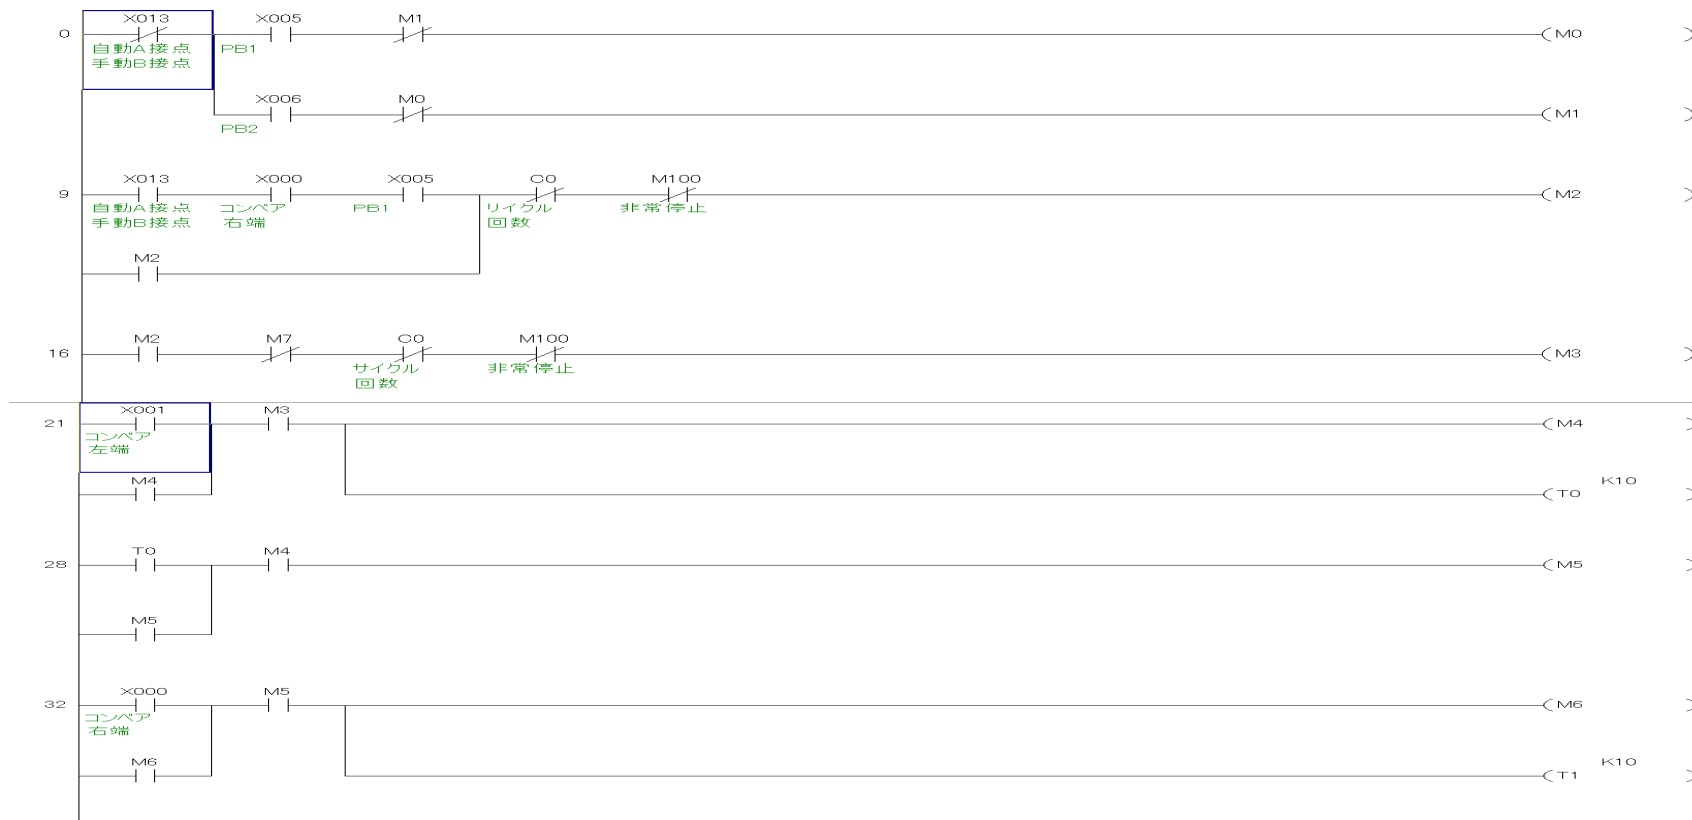 X013 X005 M1
0 M0
自動A接点 PB1
手動B接点
X006 M0
M1
PB2
X013 X000 X005 C0 M100
9 M2
自動A接点 コンベア PB1 リイクル 非常停止
手動B接点 右端 回数
M2
M2 M7 C0 M100
16 M3
サイクル 非常停止
回数
X001 M3
21 M4
コンベア
左端
M4 K10
T0
T0 M4
28 M5
M5
X000 M5
32 M6
コンベア
右端
M6 K10
T1